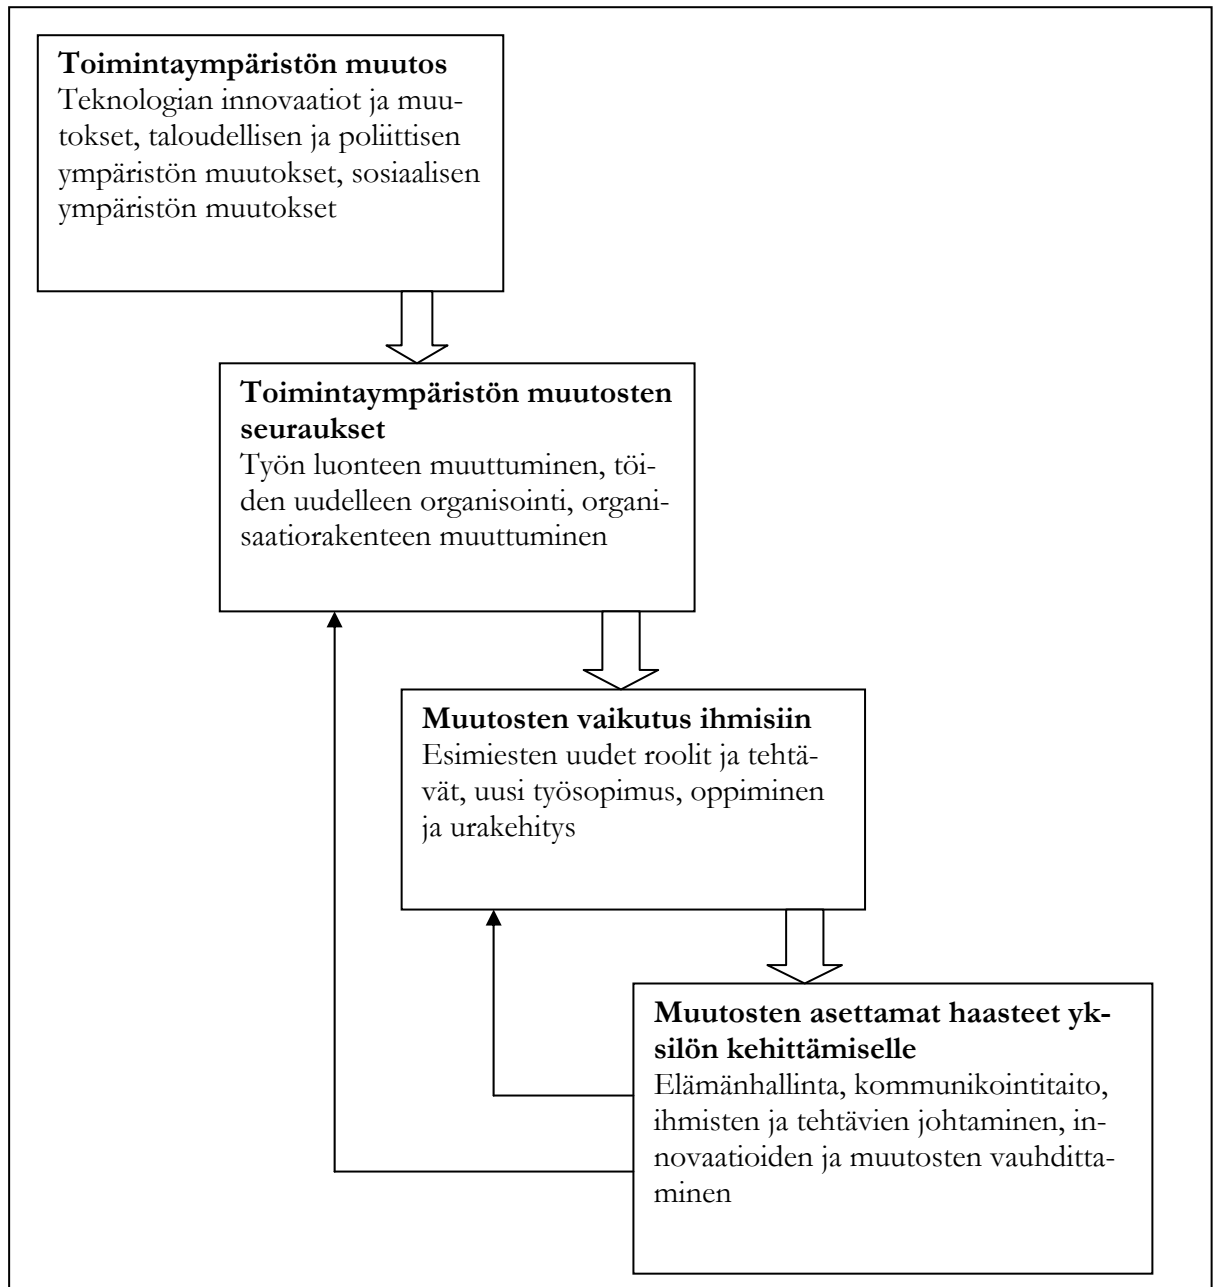 Toimintaympäristön muutos
Teknologian innovaatiot ja muu-
tokset, taloudellisen ja poliittisen
ympäristön muutokset, sosiaalisen
ympäristön muutokset
Toimintaympäristön muutosten
seuraukset
Työn luonteen muuttuminen, töi-
den uudelleen organisointi, organi-
saatiorakenteen muuttuminen
Muutosten vaikutus ihmisiin
Esimiesten uudet roolit ja tehtä-
vät, uusi työsopimus, oppiminen
ja urakehitys
Muutosten asettamat haasteet yk-
silön kehittämiselle
Elämänhallinta, kommunikointitaito,
ihmisten ja tehtävien johtaminen, in-
novaatioiden ja muutosten vauhditta-
minen